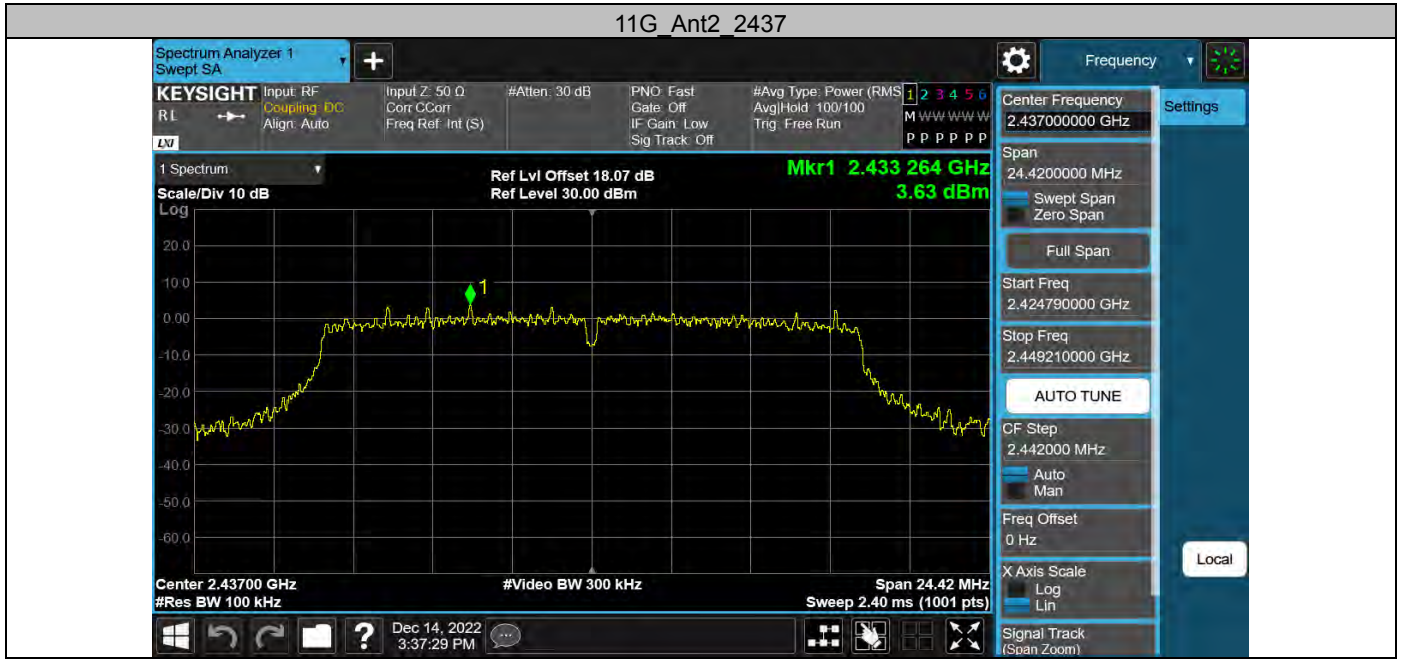 11G_Ant2_2437
Spectrum Analyzer 1
Swept SA
+
Frequency
KEYSIGHT
RL
LXI
Input: RF
Coupling: DC
Align: Auto
Input Z: 50 Ω
Corr CCorr
Freq Ref: Int (S)
#Atten: 30 dB
PNO: Fast
Gate: Off
IF Gain: Low
Sig Track: Off
#Avg Type: Power (RMS
Avg|Hold: 100/100
Trig: Free Run
1 2 3 4 5 6
M W W W W W
P P P P P P
Center Frequency
2.437000000 GHz
Settings
1 Spectrum
Scale/Div 10 dB
Log
Ref Lvl Offset 18.07 dB
Ref Level 30.00 dBm
Mkr1 2.433 264 GHz
3.63 dBm
Span
24.4200000 MHz
Swept Span
Zero Span
Full Span
Start Freq
2.424790000 GHz
Stop Freq
2.449210000 GHz
AUTO TUNE
CF Step
2.442000 MHz
Auto
Man
Freq Offset
0 Hz
X Axis Scale
Log
Lin
Signal Track
(Span Zoom)
Local
20.0
10.0
0.00
-10.0
-20.0
-30.0
-40.0
-50.0
-60.0
1
Center 2.43700 GHz
#Res BW 100 kHz
#Video BW 300 kHz
Span 24.42 MHz
Sweep 2.40 ms (1001 pts)
?
Dec 14, 2022
3:37:29 PM